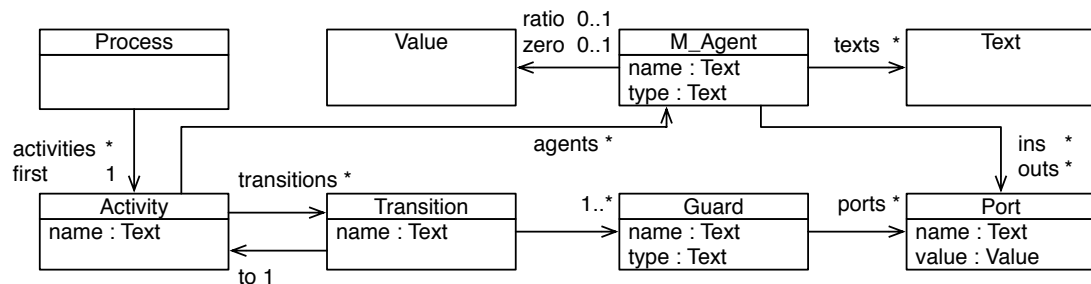 ratio 0..1
zero 0..1
Process
Value
M_Agent
name : Text
type : Text
texts *
Text
activities *
first 1
agents *
ins *
outs *
transitions *
to 1
1..*
ports *
Activity
name : Text
Transition
name : Text
Guard
name : Text
type : Text
Port
name : Text
value : Value